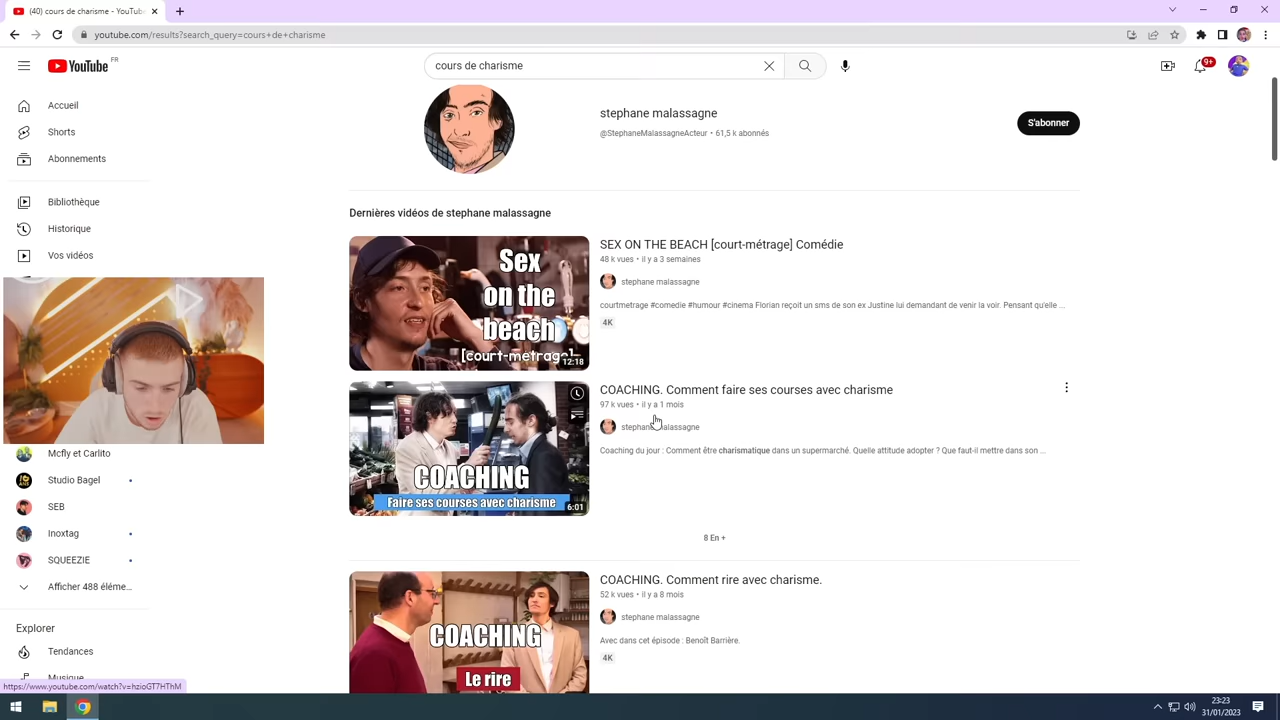 (40) cours de charisme - YouTube
youtube.com/results?search_query=cours+de+charisme
YouTube FR
cours de charisme
9+
Accueil
Shorts
Abonnements
Bibliothèque
Historique
Vos vidéos
Mcfly et Carlito
Studio Bagel
SEB
Inoxtag
SQUEEZIE
Afficher 488 éléme...
Explorer
Tendances
Musique
https://www.youtube.com/watch?v=hzioGT7HThM
stephane malassagne
@StephaneMalassagneActeur • 61,5 k abonnés
S'abonner
Dernières vidéos de stephane malassagne
Sex
on the
beach
[court-metrage]
12:18
SEX ON THE BEACH [court-métrage] Comédie
48 k vues • il y a 3 semaines
stephane malassagne
courtmetrage #comedie #humour #cinema Florian reçoit un sms de son ex Justine lui demandant de venir la voir. Pensant qu'elle ...
4K
COACHING
Faire ses courses avec charisme
6:01
COACHING. Comment faire ses courses avec charisme
97 k vues • il y a 1 mois
stephane malassagne
Coaching du jour : Comment être charismatique dans un supermarché. Quelle attitude adopter ? Que faut-il mettre dans son ...
8 En +
COACHING
Le rire
COACHING. Comment rire avec charisme.
52 k vues • il y a 8 mois
stephane malassagne
Avec dans cet épisode : Benoît Barrière.
4K
23:23
31/01/2023